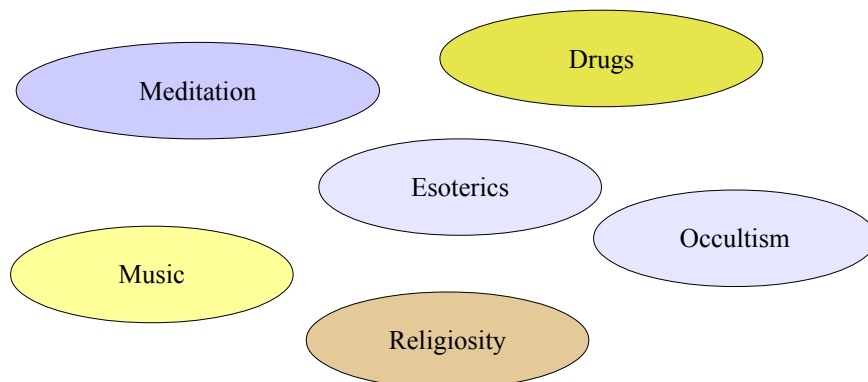 Drugs
Meditation
Esoterics
Occultism
Music
Religiosity